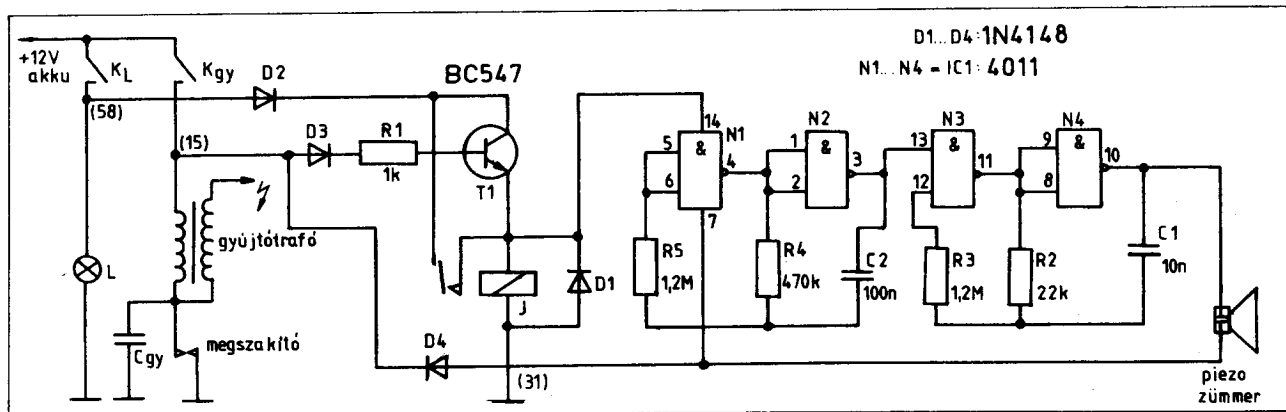 D1...D4:1N4148
N1...N4-IC1:4011
+12V
akku
KL
Kgy
D2
BC547
(58)
(15)
D3
R1
1k
T1
gyújtótrafó
L
Cgy
megszakító
J
D1
D4
(31)
14
N1
5
&
6
4
7
R5
1,2M
N2
1
&
2
3
R4
470k
C2
100n
N3
13
&
12
11
R3
1,2M
N4
9
&
8
10
R2
22k
C1
10n
piezo
zümmer